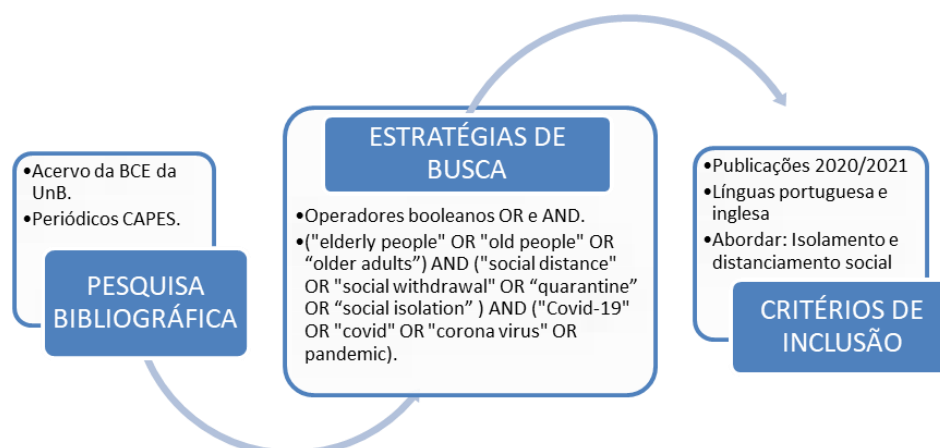 •Acervo da BCE da
UnB.
•Periódicos CAPES.
PESQUISA
BIBLIOGRÁFICA
ESTRATÉGIAS DE
BUSCA
•Operadores booleanos OR e AND.
•("elderly people" OR "old people" OR
“older adults”) AND ("social distance"
OR "social withdrawal" OR “quarantine”
OR “social isolation” ) AND ("Covid-19"
OR "covid" OR "corona virus" OR
pandemic).
•Publicações 2020/2021
•Línguas portuguesa e
inglesa
•Abordar: Isolamento e
distanciamento social
CRITÉRIOS DE
INCLUSÃO